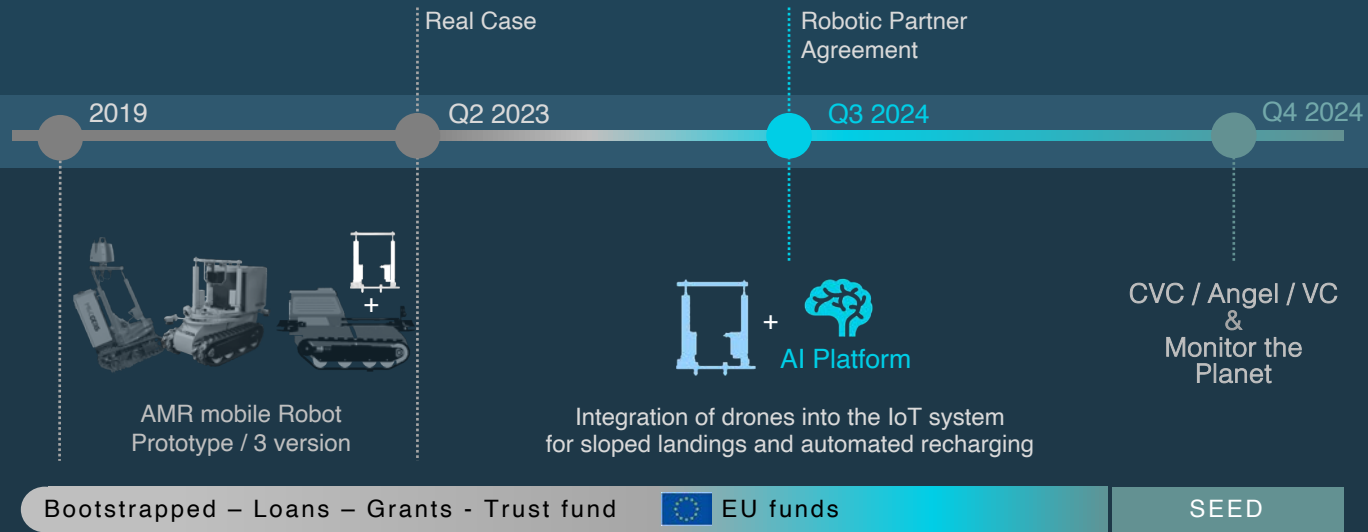 Real Case
Robotic Partner
Agreement
2019
Q2 2023
Q3 2024
Q4 2024
+
+
AI Platform
CVC / Angel / VC
&
Monitor the
Planet
AMR mobile Robot
Prototype / 3 version
Integration of drones into the IoT system
for sloped landings and automated recharging
Bootstrapped – Loans – Grants - Trust fund
EU funds
SEED